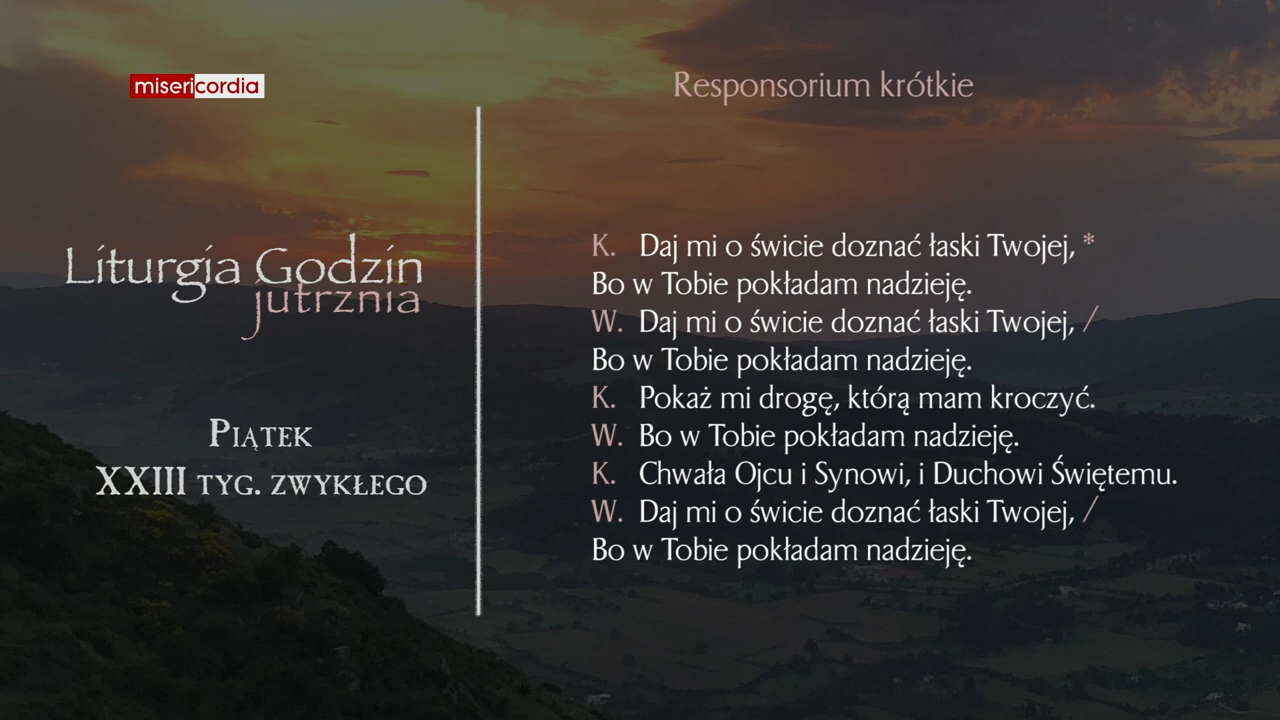 misericordia
Liturgia Godzin
jutrznia
Piątek
XXIII tyg. zwykłego
Responsorium krótkie
K. Daj mi o świcie doznać łaski Twojej, *
Bo w Tobie pokładam nadzieję.
W. Daj mi o świcie doznać łaski Twojej, /
Bo w Tobie pokładam nadzieję.
K. Pokaż mi drogę, którą mam kroczyć.
W. Bo w Tobie pokładam nadzieję.
K. Chwała Ojcu i Synowi, i Duchowi Świętemu.
W. Daj mi o świcie doznać łaski Twojej, /
Bo w Tobie pokładam nadzieję.